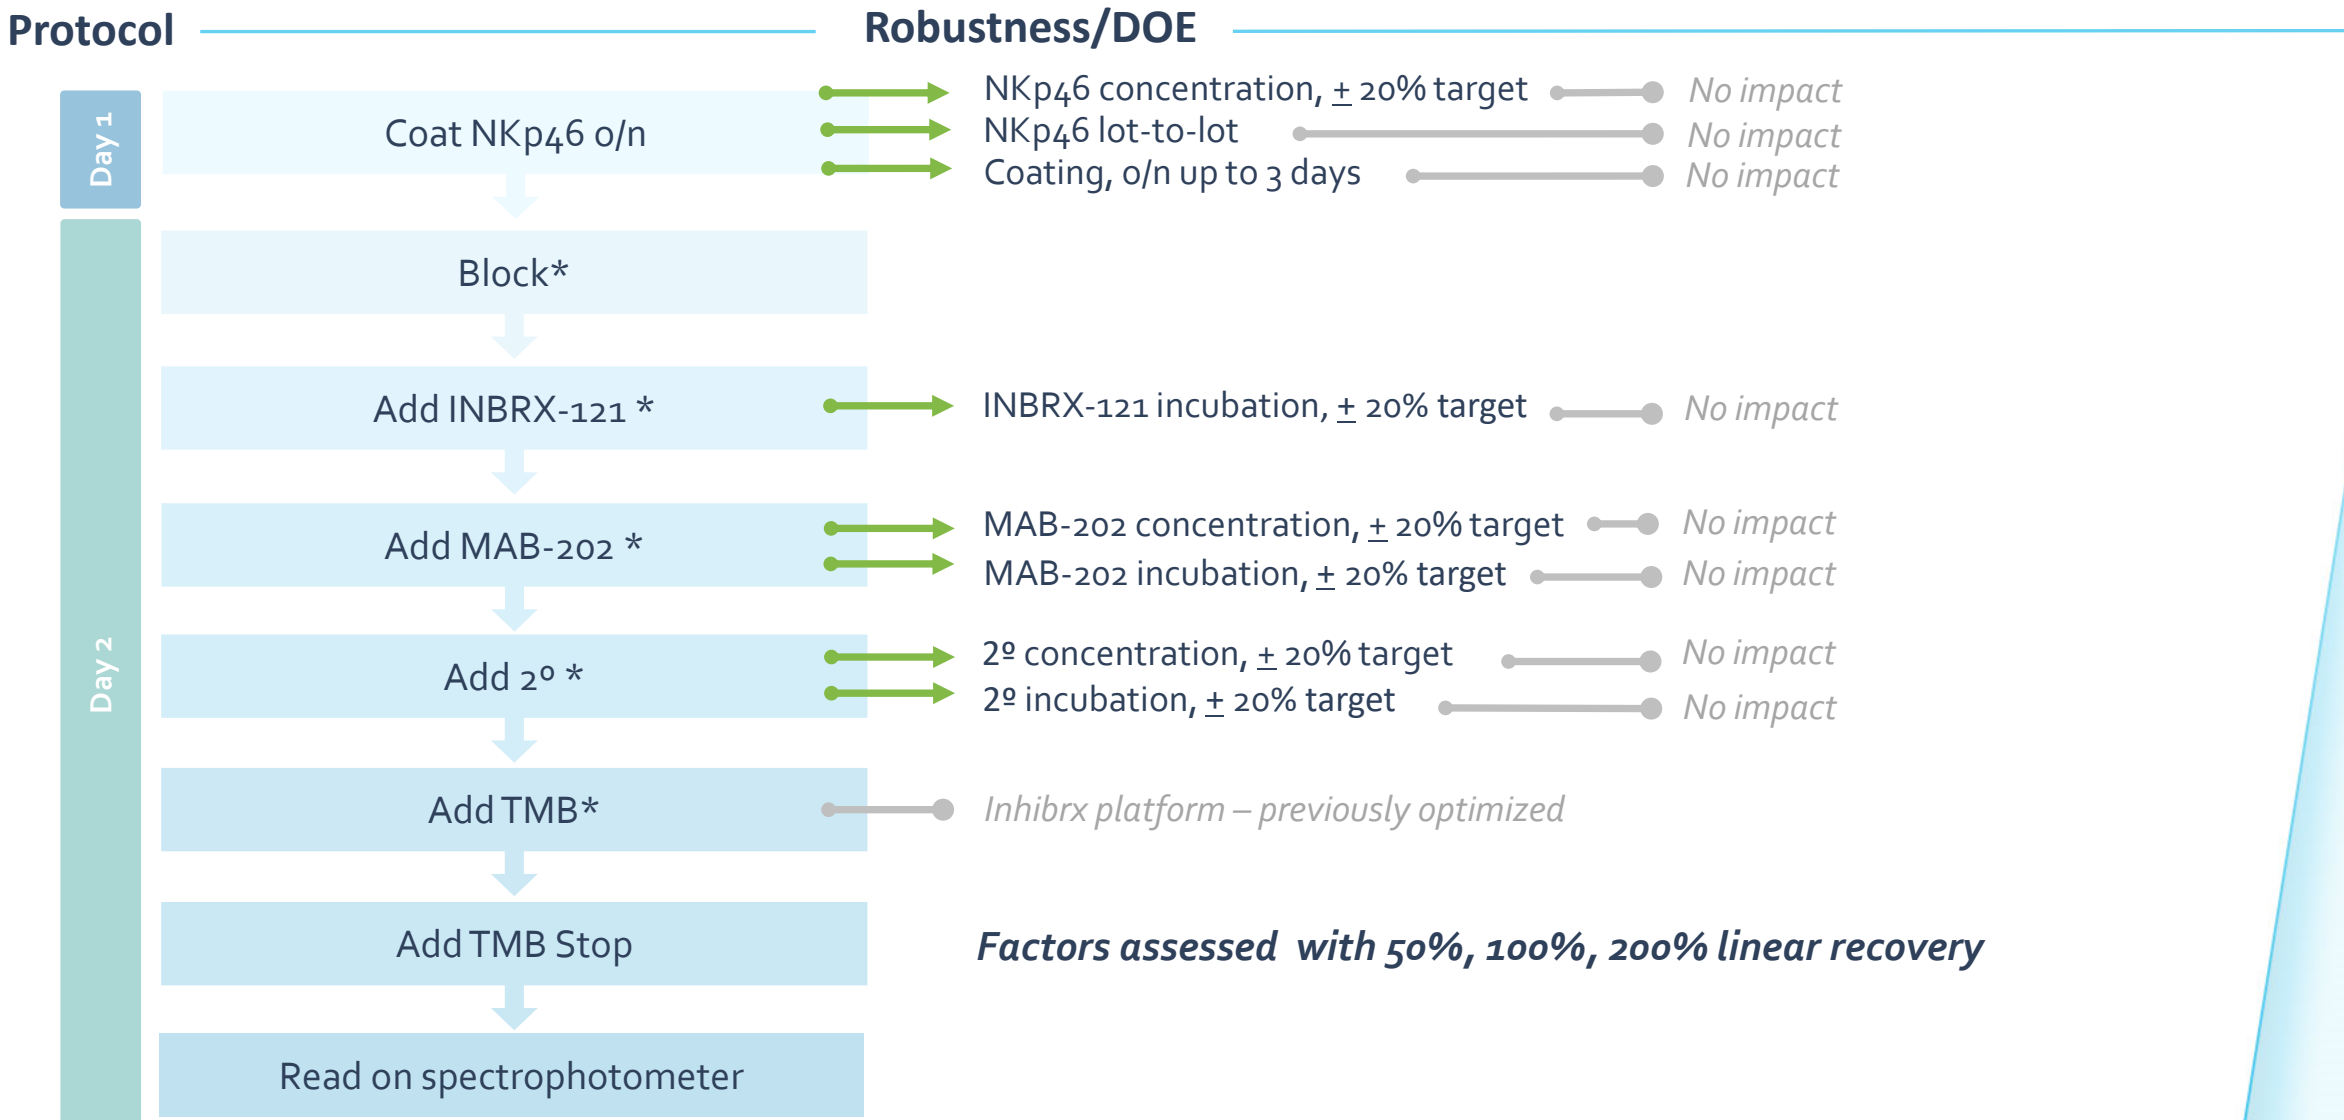 Protocol
Robustness/DOE
Day 1
Coat NKp46 o/n
NKp46 concentration, ± 20% target
No impact
NKp46 lot-to-lot
No impact
Coating, o/n up to 3 days
No impact
Day 2
Block*
Add INBRX-121 *
INBRX-121 incubation, ± 20% target
No impact
Add MAB-202 *
MAB-202 concentration, ± 20% target
No impact
MAB-202 incubation, ± 20% target
No impact
Add 2º *
2º concentration, ± 20% target
No impact
2º incubation, ± 20% target
No impact
Add TMB*
Inhibrx platform – previously optimized
Add TMB Stop
Factors assessed with 50%, 100%, 200% linear recovery
Read on spectrophotometer